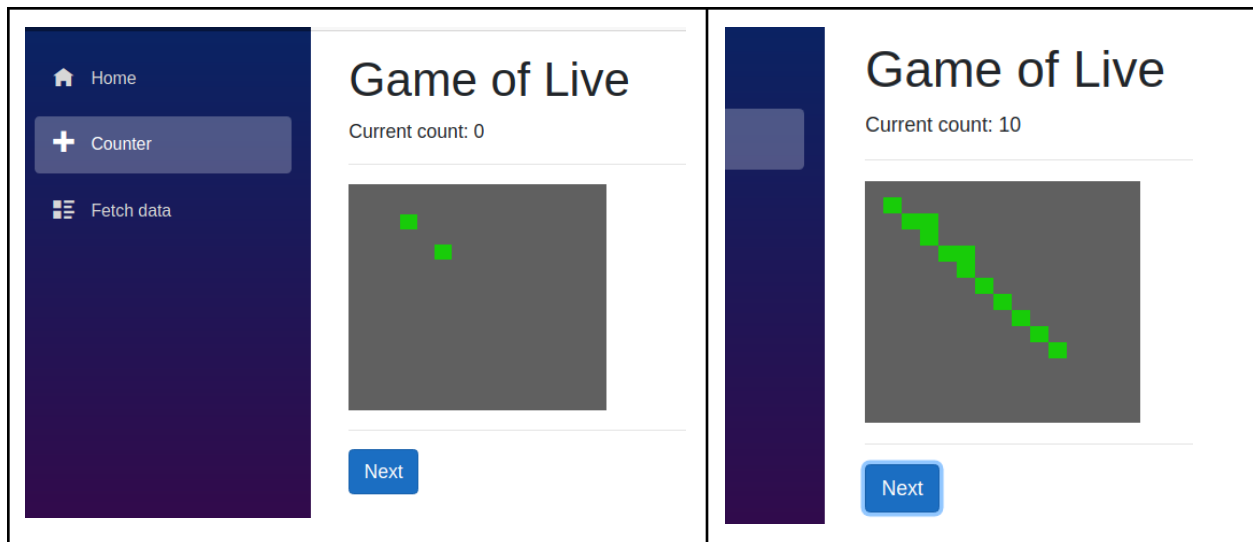 Home
Counter
Fetch data
Game of Live
Current count: 0
Next
Game of Live
Current count: 10
Next